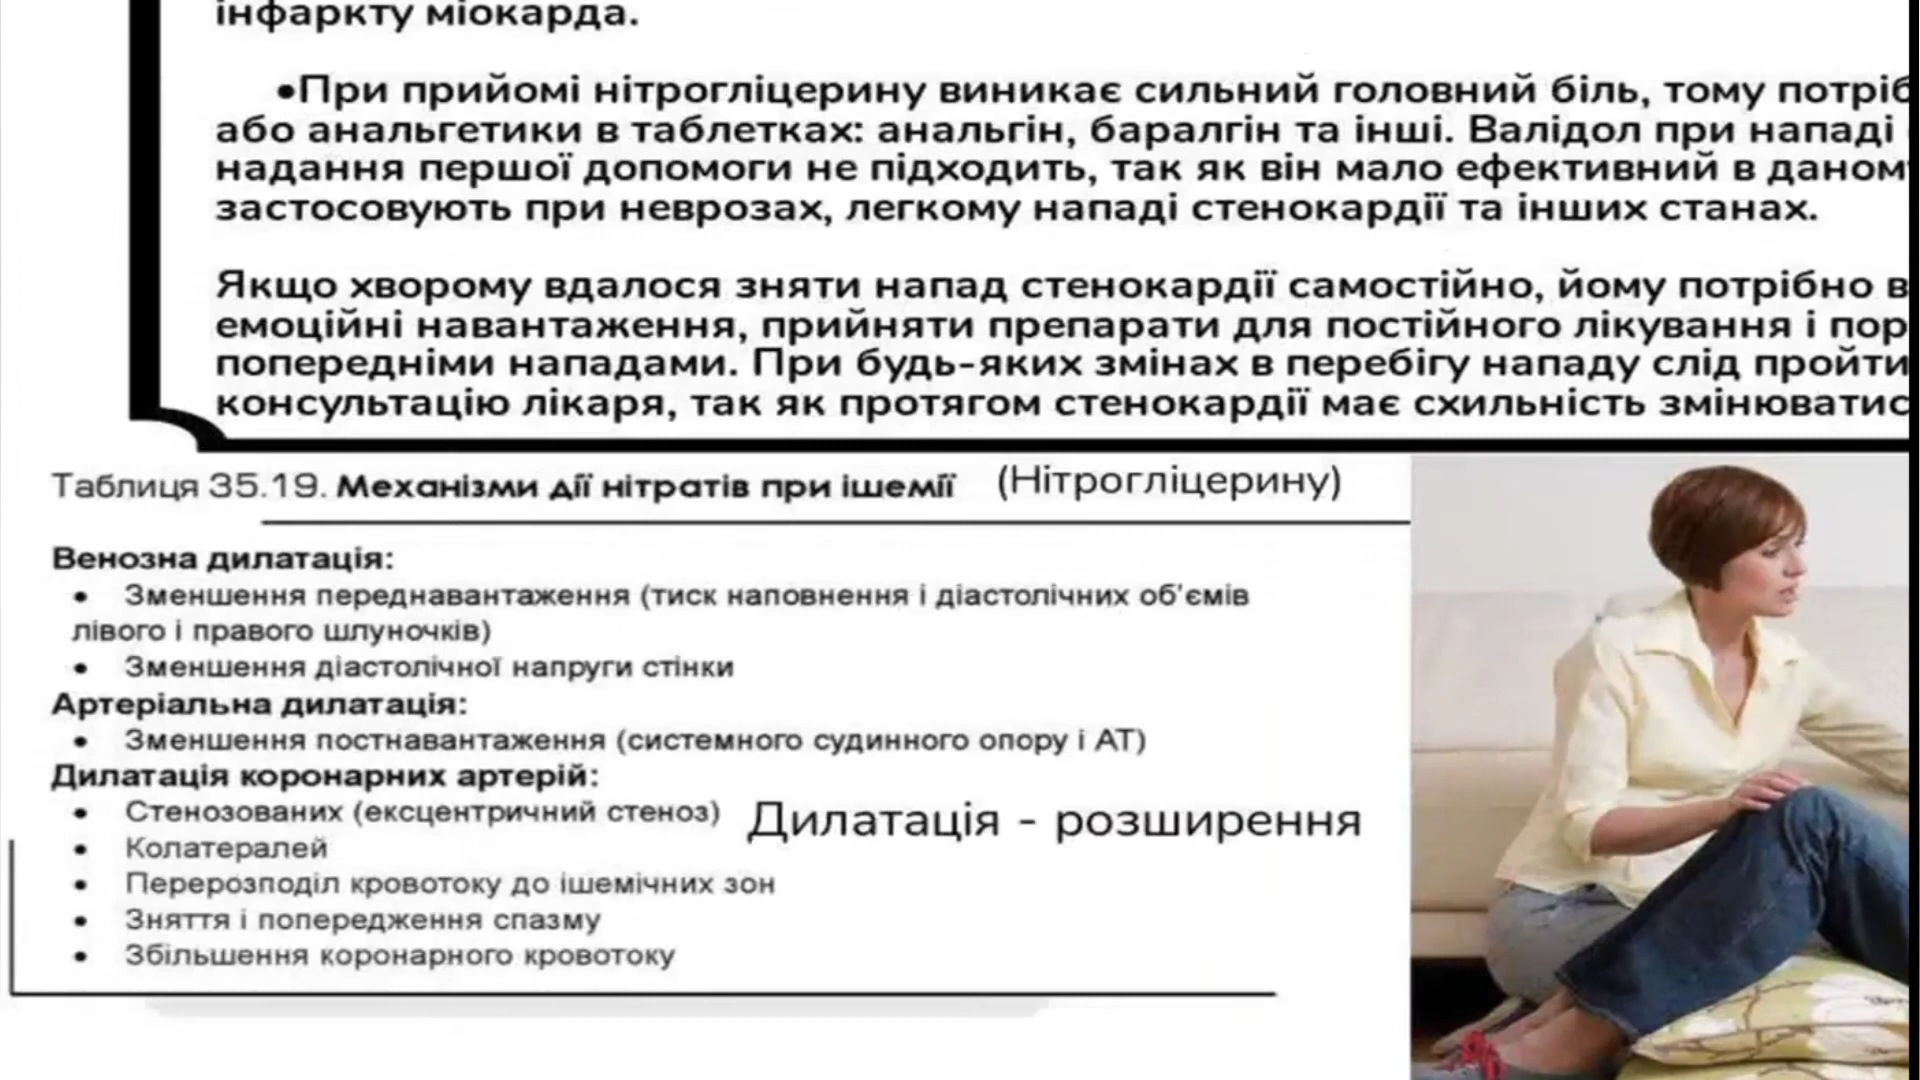 інфаркту міокарда.
•При прийомі нітрогліцерину виникає сильний головний біль, тому
або анальгетики в таблетках: анальгін, баралгін та інші. Валідол при нападі
надання першої допомоги не підходить, так як він мало ефективний в
застосовують при неврозах, легкому нападі стенокардії та інших станах.
Якщо хворому вдалося зняти напад стенокардії самостійно, йому потрібно
емоційні навантаження, прийняти препарати для постійного лікування і
попередніми нападами. При будь-яких змінах в перебігу нападу слід пройти
консультацію лікаря, так як протягом стенокардії має схильність
Таблиця 35.19. Механізми дії нітратів при ішемії (Нітрогліцерину)
Венозна дилатація:
• Зменшення переднавантаження (тиск наповнення і діастолічних об'ємів
лівого і правого шлуночків)
• Зменшення діастолічної напруги стінки
Артеріальна дилатація:
• Зменшення постнавантаження (системного судинного опору і АТ)
Дилатація коронарних артерій:
• Стенозованих (ексцентричний стеноз) Дилатація - розширення
• Колатералей
• Перерозподіл кровотоку до ішемічних зон
• Зняття і попередження спазму
• Збільшення коронарного кровотоку